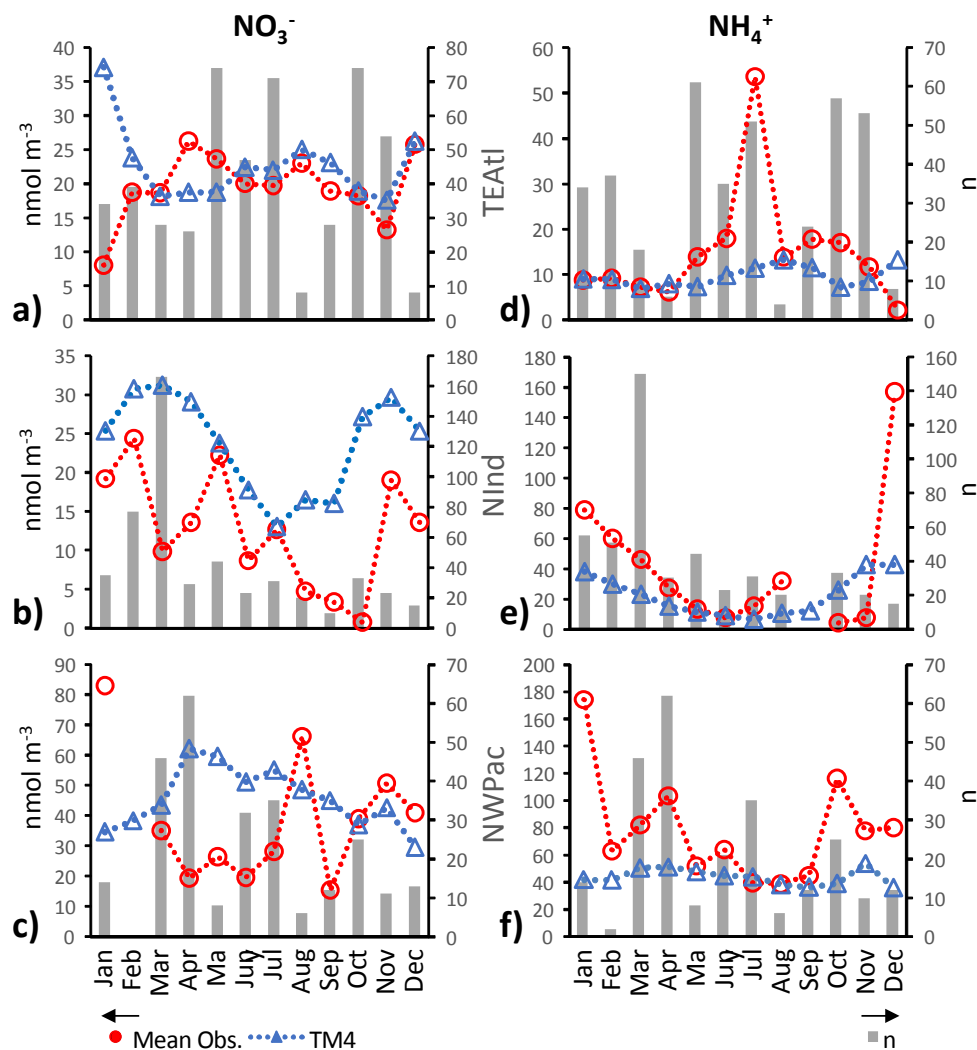 NO₃⁻
NH₄⁺
40
35
30
25
20
15
10
5
0
nmol m⁻³
a)
80
70
60
50
40
30
20
10
0
TEAtl
60
50
40
30
20
10
0
d)
70
60
50
40
30
20
10
0
n
35
30
25
20
15
10
5
0
nmol m⁻³
b)
180
160
140
120
100
80
60
40
20
0
NInd
180
160
140
120
100
80
60
40
20
0
e)
160
140
120
100
80
60
40
20
0
n
90
80
70
60
50
40
30
20
10
0
nmol m⁻³
c)
70
60
50
40
30
20
10
0
NWPac
200
180
160
140
120
100
80
60
40
20
0
f)
70
60
50
40
30
20
10
0
n
Jan
Feb
Mar
Apr
Ma
y
Jun
Jul
Aug
Sep
Oct
Nov
Dec
Jan
Feb
Mar
Apr
Ma
y
Jun
Jul
Aug
Sep
Oct
Nov
Dec
Mean Obs.
TM4
n